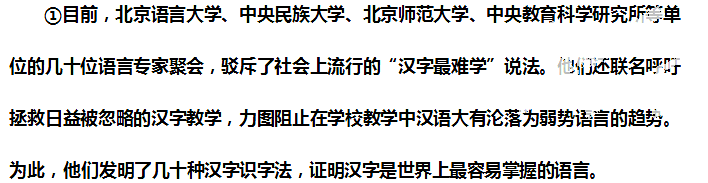 ①目前，北京语言大学、中央民族大学、北京师范大学、中央教育科学研究所等单
位的几十位语言专家聚会，驳斥了社会上流行的“汉字最难学”说法。他们还联名呼吁
拯救日益被忽略的汉字教学，力图阻止在学校教学中汉语大有沦落为弱势语言的趋势。
为此，他们发明了几十种汉字识字法，证明汉字是世界上最容易掌握的语言。